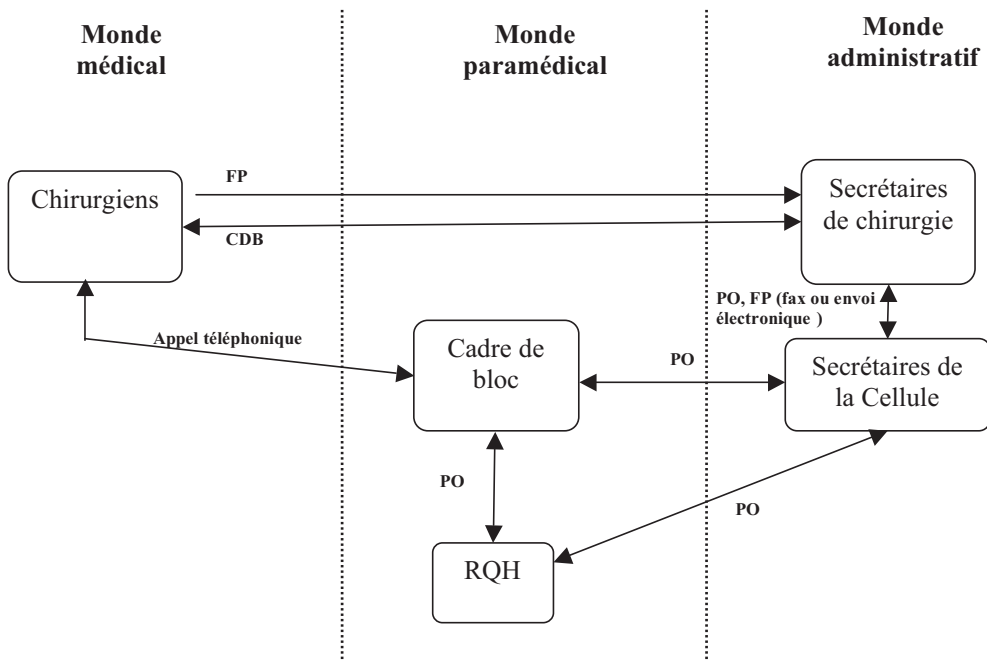 Monde
médical
Monde
paramédical
Monde
administratif
Chirurgiens
FP
CDB
Secrétaires
de chirurgie
PO, FP (fax ou envoi
électronique )
Appel téléphonique
Cadre de
bloc
PO
Secrétaires de
la Cellule
PO
PO
RQH